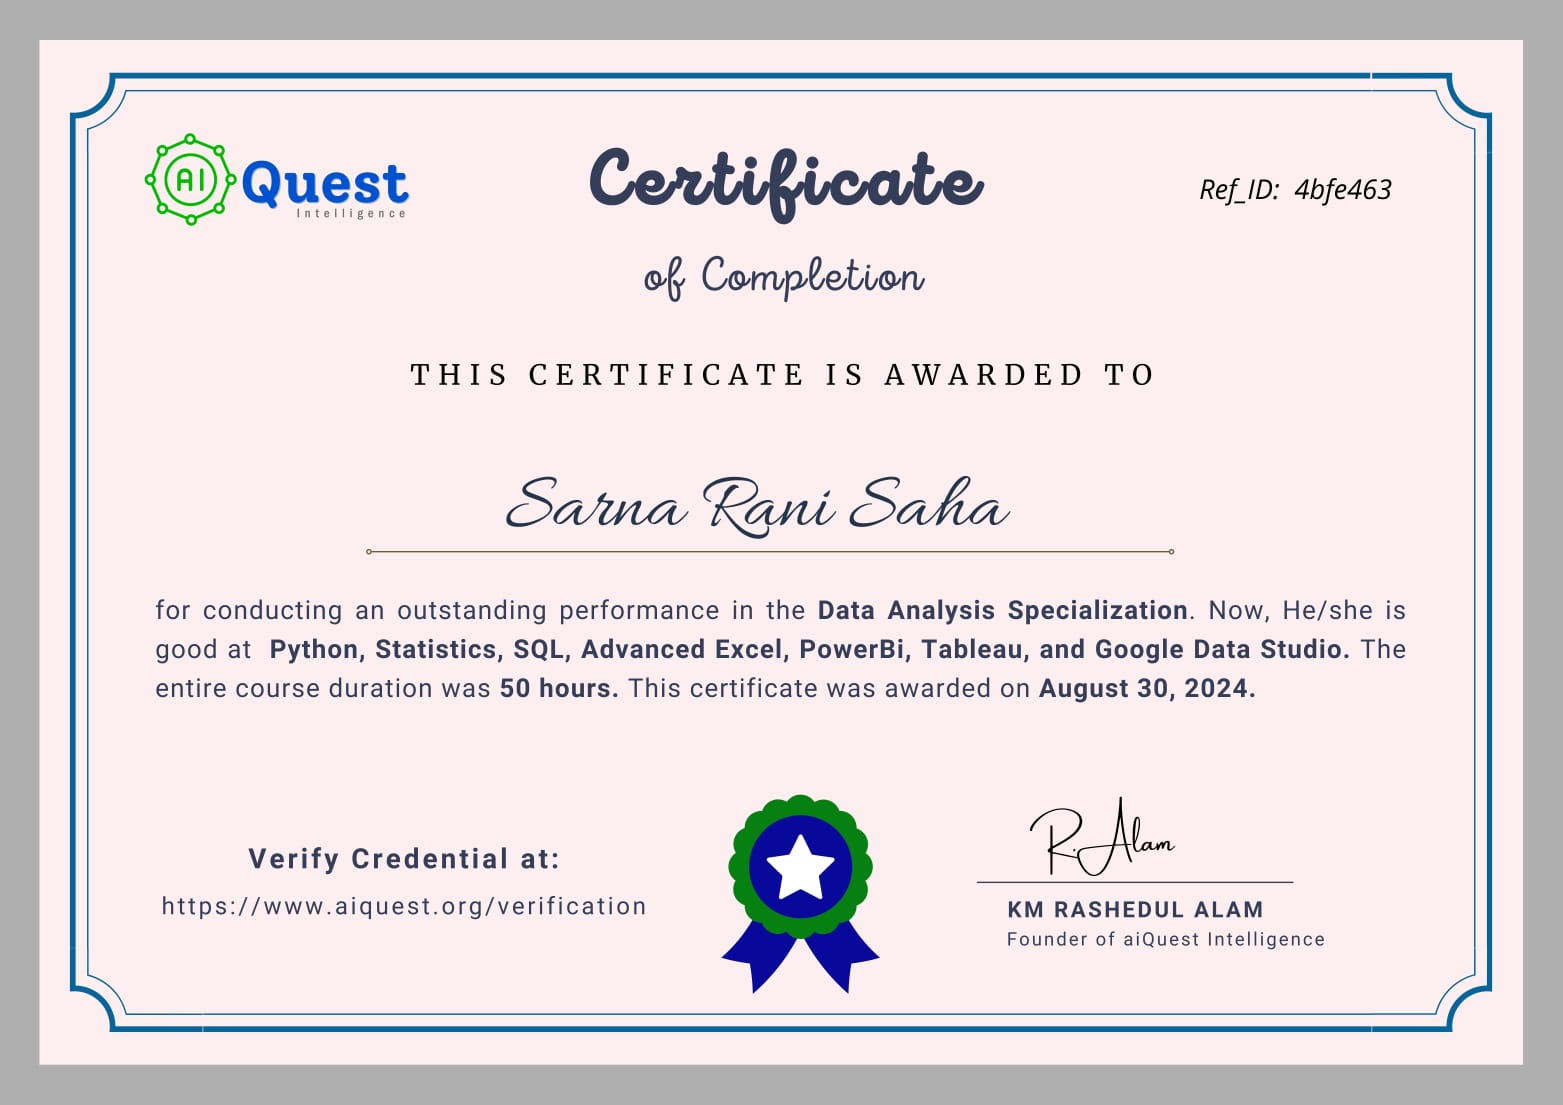 AI Quest
Intelligence
Certificate
Ref_ID: 4bfe463
of Completion
THIS CERTIFICATE IS AWARDED TO
Sarna Rani Saha
for conducting an outstanding performance in the Data Analysis Specialization. Now, He/she is
good at Python, Statistics, SQL, Advanced Excel, PowerBi, Tableau, and Google Data Studio. The
entire course duration was 50 hours. This certificate was awarded on August 30, 2024.
Verify Credential at:
https://www.aiquest.org/verification
R. Alam
KM RASHEDUL ALAM
Founder of aiQuest Intelligence